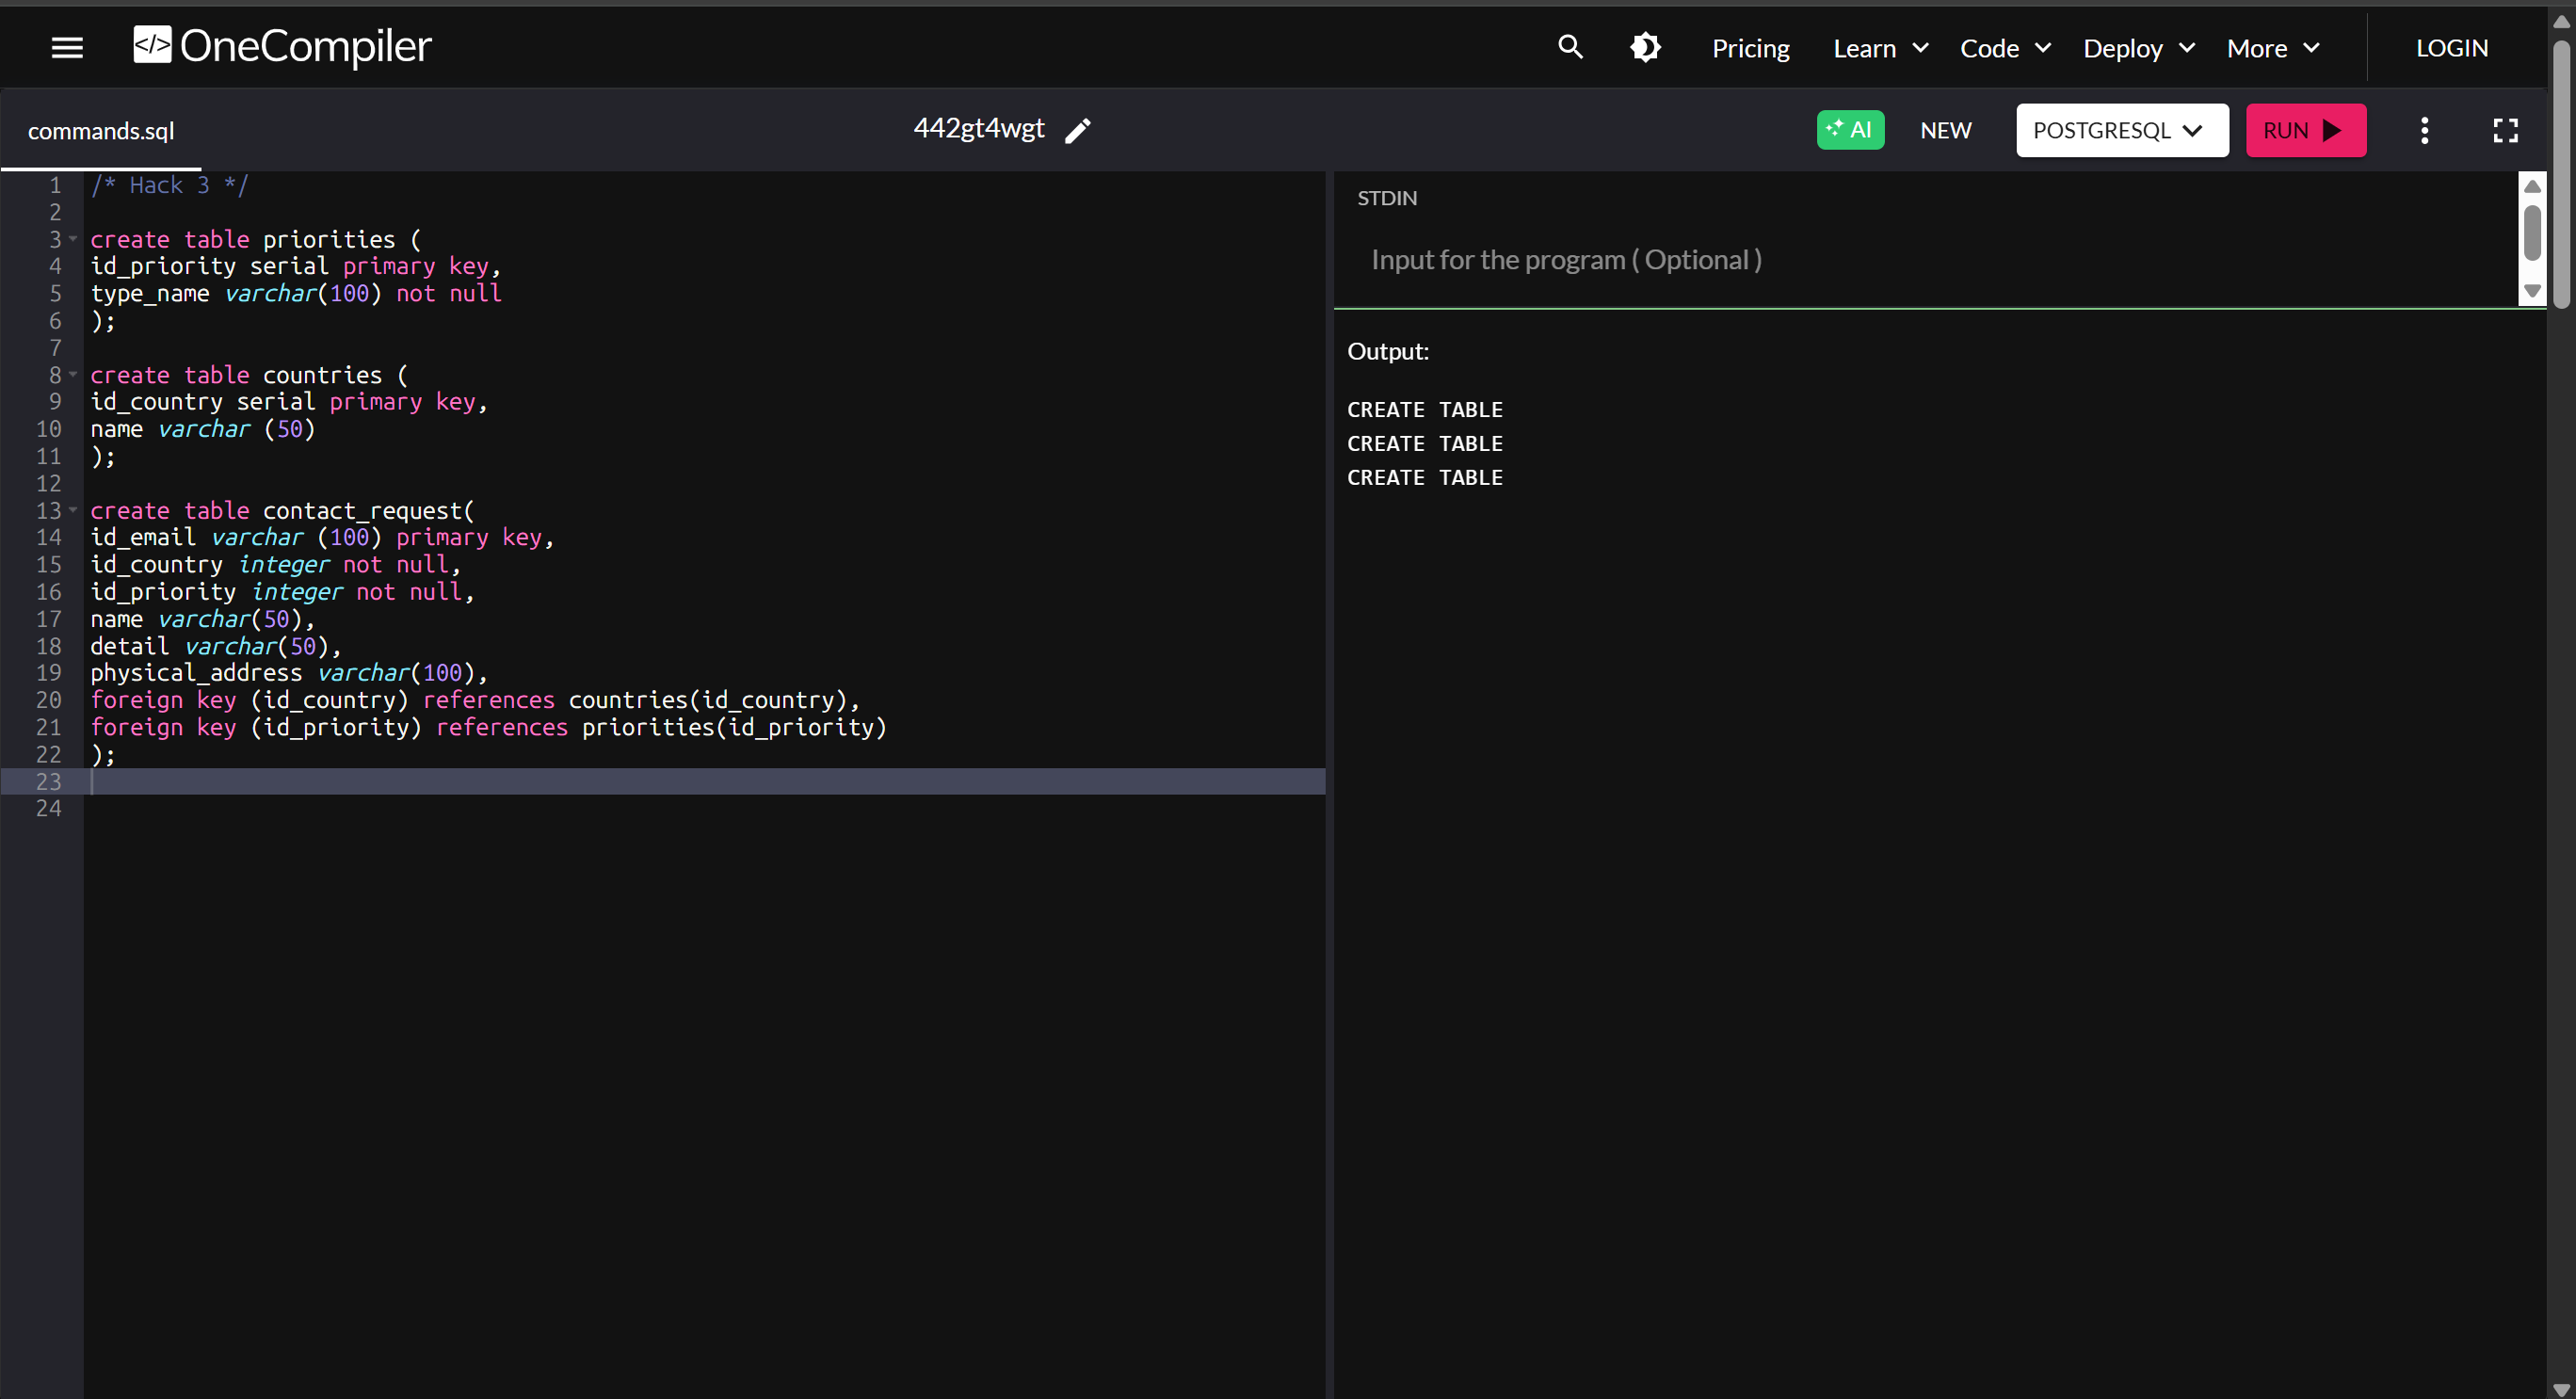 </> OneCompiler
Pricing Learn Code Deploy More LOGIN
commands.sql
442gt4wgt
AI NEW POSTGRESQL RUN
1 /* Hack 3 */
2
3 create table priorities (
4 id_priority serial primary key,
5 type_name varchar(100) not null
6 );
7
8 create table countries (
9 id_country serial primary key,
10 name varchar (50)
11 );
12
13 create table contact_request(
14 id_email varchar (100) primary key,
15 id_country integer not null,
16 id_priority integer not null,
17 name varchar(50),
18 detail varchar(50),
19 physical_address varchar(100),
20 foreign key (id_country) references countries(id_country),
21 foreign key (id_priority) references priorities(id_priority)
22 );
23
24
STDIN
Input for the program ( Optional )
Output:
CREATE TABLE
CREATE TABLE
CREATE TABLE